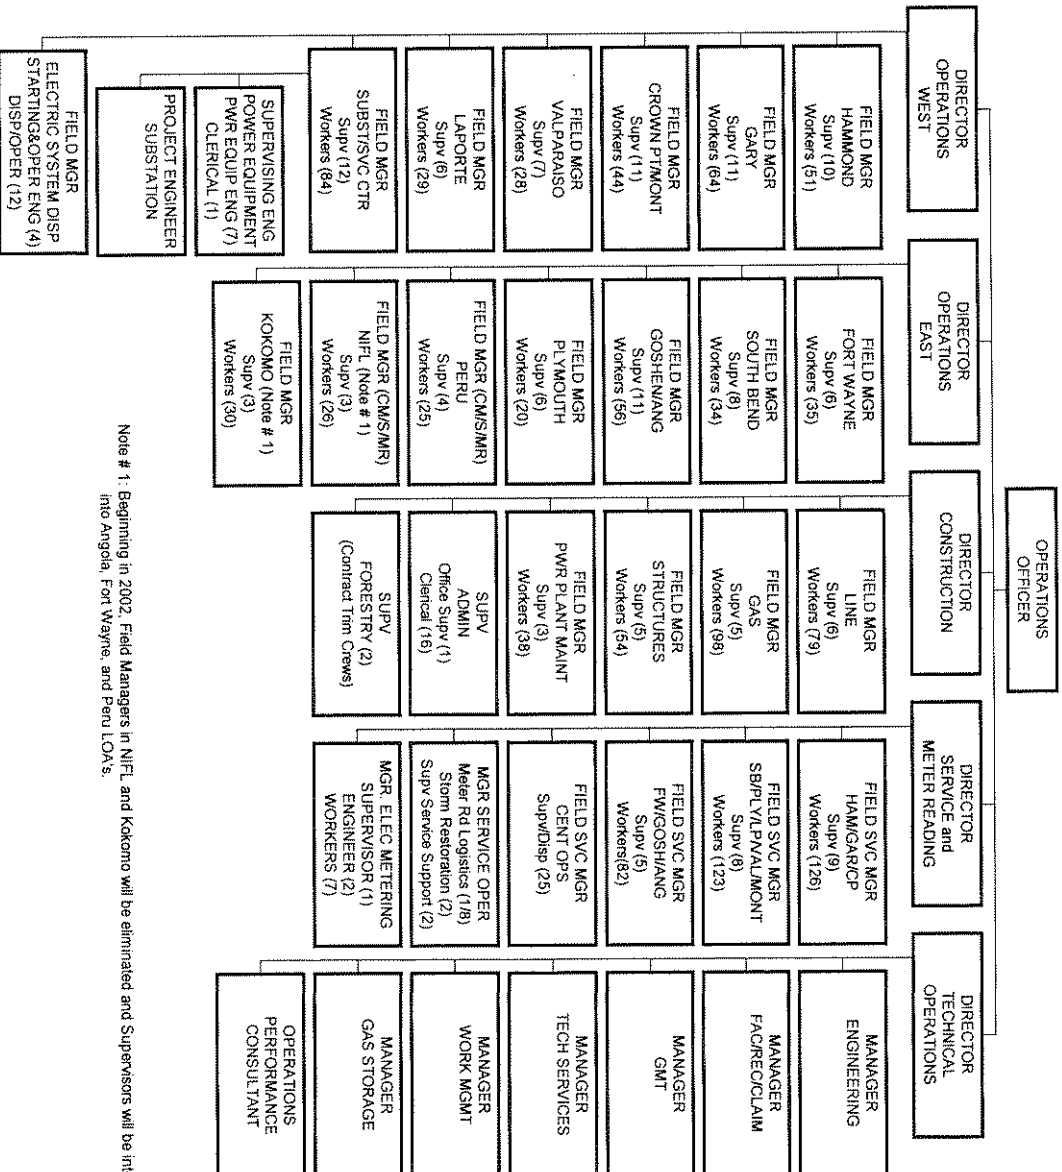 OPERATIONS
OFFICER
DIRECTOR
OPERATIONS
WEST
FIELD MGR
HAMMOND
Supv (10)
Workers (51)
FIELD MGR
GARY
Supv (11)
Workers (64)
FIELD MGR
CROWN PT/MONT
Supv (11)
Workers (44)
FIELD MGR
VALPARAISO
Supv (7)
Workers (28)
FIELD MGR
LAPORTE
Supv (6)
Workers (29)
FIELD MGR
SUBST/SVC CTR
Supv (12)
Workers (84)
SUPERVISING ENG
POWER EQUIPMENT
PWR EQUIP ENG (7)
CLERICAL (1)
PROJECT ENGINEER
SUBSTATION
FIELD MGR
ELECTRIC SYSTEM DISP
STARTING&OPER ENG (4)
DISP/OPER (12)
DIRECTOR
OPERATIONS
EAST
FIELD MGR
FORT WAYNE
Supv (6)
Workers (35)
FIELD MGR
SOUTH BEND
Supv (8)
Workers (34)
FIELD MGR
GOSHEN/ANG
Supv (11)
Workers (56)
FIELD MGR
PLYMOUTH
Supv (6)
Workers (20)
FIELD MGR (CM/S/MR)
PERU
Supv (4)
Workers (25)
FIELD MGR (CM/S/MR)
NIFL (Note # 1)
Supv (3)
Workers (26)
FIELD MGR
KOKOMO (Note # 1)
Supv (3)
Workers (30)
DIRECTOR
CONSTRUCTION
FIELD MGR
LINE
Supv (6)
Workers (79)
FIELD MGR
GAS
Supv (5)
Workers (98)
FIELD MGR
STRUCTURES
Supv (5)
Workers (54)
FIELD MGR
PWR PLANT MAINT
Supv (3)
Workers (38)
SUPV
ADMIN
Office Supv (1)
Clerical (16)
SUPV
FORESTRY (2)
(Contract Trim Crews)
DIRECTOR
SERVICE and
METER READING
FIELD SVC MGR
HAM/GAR/CP
Supv (9)
Workers (126)
FIELD SVC MGR
SB/PLY/LP/VAL/MONT
Supv (8)
Workers (123)
FIELD SVC MGR
FW/GOSH/ANG
Supv (5)
Workers(82)
FIELD SVC MGR
CENT OPS
Supv/Disp (25)
MGR SERVICE OPER
Meter Rd Logistics (1/8)
Storm Restoration (2)
Supv Service Support (2)
MGR. ELEC METERING
SUPERVISOR (1)
ENGINEER (2)
WORKERS (7)
DIRECTOR
TECHNICAL
OPERATIONS
MANAGER
ENGINEERING
MANAGER
FAC/REC/CLAIM
MANAGER
GMT
MANAGER
TECH SERVICES
MANAGER
WORK MGMT
MANAGER
GAS STORAGE
OPERATIONS
PERFORMANCE
CONSULTANT
Note # 1: Beginning in 2002, Field Managers in NIFL and Kokomo will be eliminated and Supervisors will be
into Angola, Fort Wayne, and Peru LOA's.